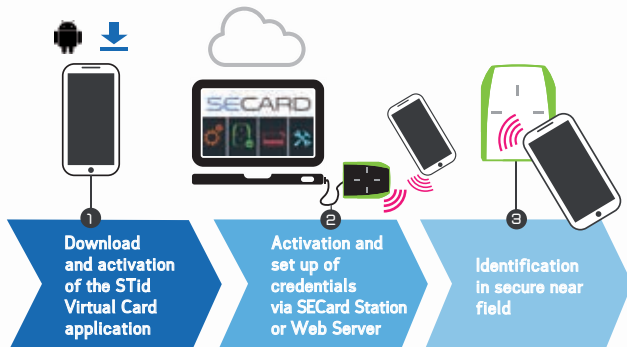 SECARD
1
2
3
Download
and activation
of the STid
Virtual Card
application
Activation and
set up of
credentials
via SECard Station
or Web Server
Identification
in secure near
field